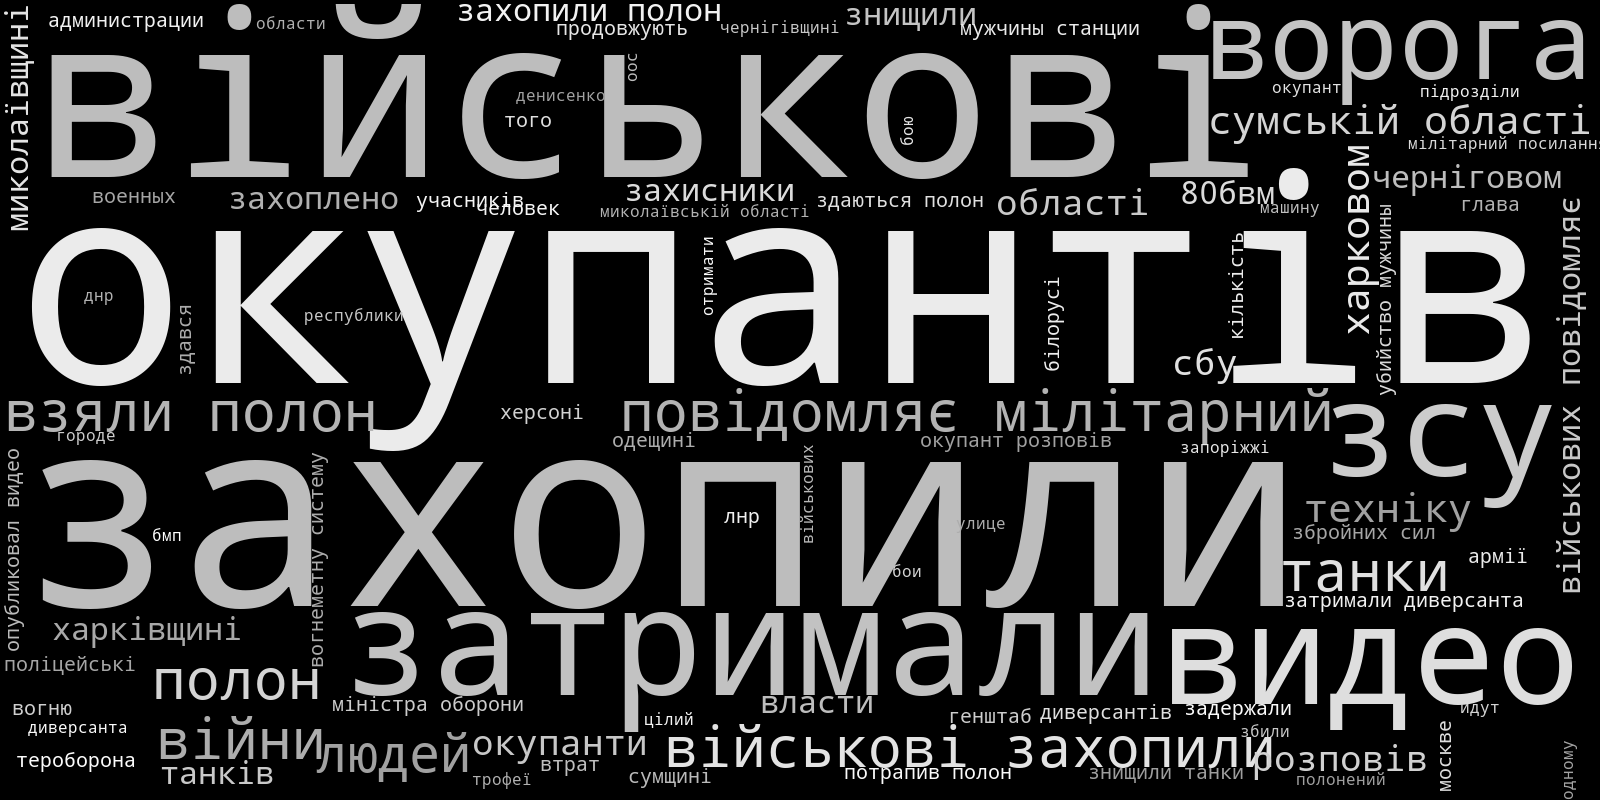 администрации
области
захопили полон
продовжують
чернігівщині
знищили
мужчины станции
миколаївщині
військові
ворога
оос
денисенко
того
бою
окупант
підрозділи
сумській області
мілітарний посилання
военных
захоплено
учасників
человек
захисники
миколаївській області
здаються полон
області
80бвм
машину
харковом
черніговом
глава
окупантів
днр
здався
республики
отримати
білорусі
кількість
сбу
убийство мужчины
військових повідомляє
взяли полон
городе
херсоні
повідомляє мілітарний
одещині
окупант розповів
запоріжжі
зсу
захопили
опубликовал видео
бмп
вогнеметну систему
лнр
військових
бои
улице
техніку
збройних сил
танки
армії
затримали диверсанта
харківщині
затримали
видео
поліцейські
полон
міністра оборони
власти
вогню
диверсанта
цілий
генштаб
диверсантів
задержали
идут
війни
людей
окупанти
військові захопили
збили
розповів
москве
тероборона
танків
трофеї
втрат
сумщині
потрапив полон
знищили танки
полонений
одному